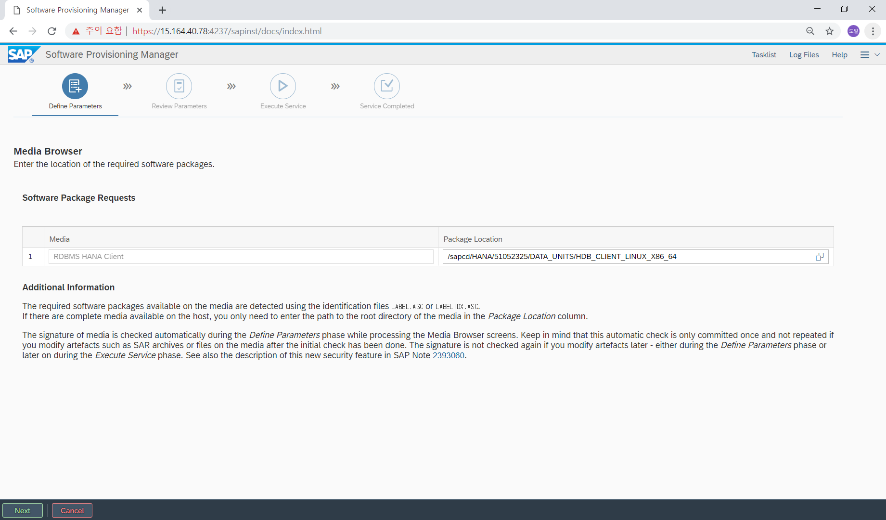 Software Provisioning Manager
주의 요함 | https://15.164.40.78:4237/sapinst/docs/index.html
고상
SAP Software Provisioning Manager
Tasklist Log Files Help
Define Parameters Review Parameters Execute Service Service Completed
Media Browser
Enter the location of the required software packages.
Software Package Requests
Media Package Location
1 RDBMS HANA Client /sapcd/HANA/51052325/DATA_UNITS/HDB_CLIENT_LINUX_X86_64
Additional Information
The required software packages available on the media are detected using the identification files LABEL.ASC or LABEL IDX.ASC.
If there are complete media available on the host, you only need to enter the path to the root directory of the media in the Package Location column.
The signature of media is checked automatically during the Define Parameters phase while processing the Media Browser screens. Keep in mind that this automatic check is only committed once and not repeated if
you modify artefacts such as SAR archives or files on the media after the initial check has been done. The signature is not checked again if you modify artefacts later - either during the Define Parameters phase or
later on during the Execute Service phase. See also the description of this new security feature in SAP Note 2393060.
Next Cancel